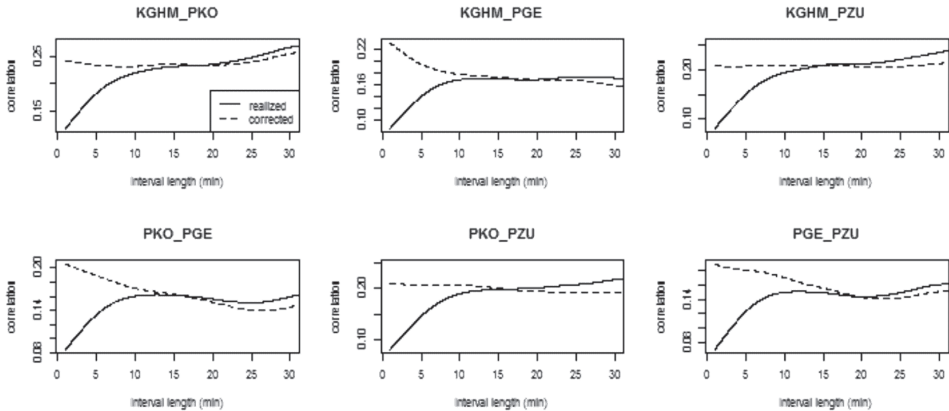 KGHM_PKO
correlation
0.15 0.25
realized
corrected
0 5 10 15 20 25 30
Interval length (min)
KGHM_PGE
correlation
0.10 0.16 0.22
0 5 10 15 20 25 30
Interval length (min)
KGHM_PZU
correlation
0.10 0.20
0 5 10 15 20 25 30
Interval length (min)
PKO_PGE
correlation
0.08 0.14 0.20
0 5 10 15 20 25 30
Interval length (min)
PKO_PZU
correlation
0.10 0.20
0 5 10 15 20 25 30
Interval length (min)
PGE_PZU
correlation
0.08 0.14
0 5 10 15 20 25 30
Interval length (min)